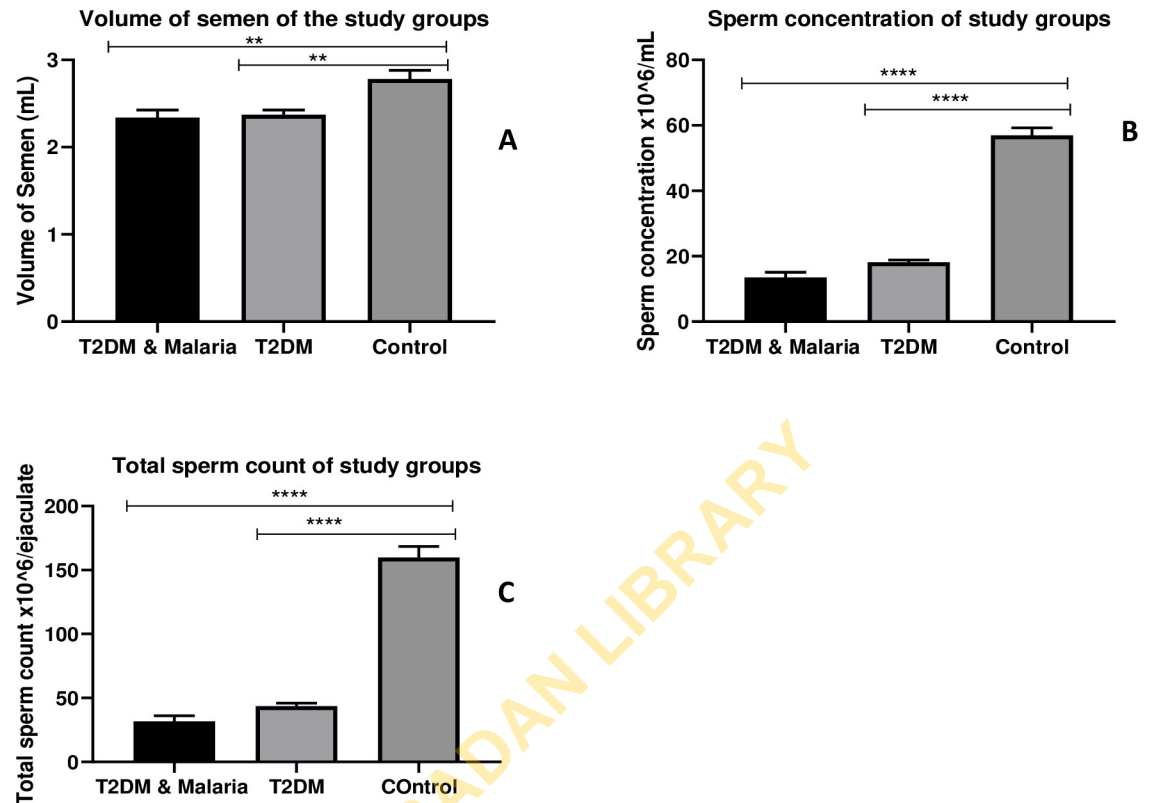 Volume of semen of the study groups
**
**
Volume of Semen (mL)
3
2
1
0
T2DM & Malaria T2DM Control
A
Sperm concentration of study groups
****
****
Sperm concentration x10^6/mL
80
60
40
20
0
T2DM & Malaria T2DM Control
B
Total sperm count of study groups
****
****
Total sperm count x10^6/ejaculate
200
150
100
50
0
T2DM & Malaria T2DM COntrol
C
LIBRARY